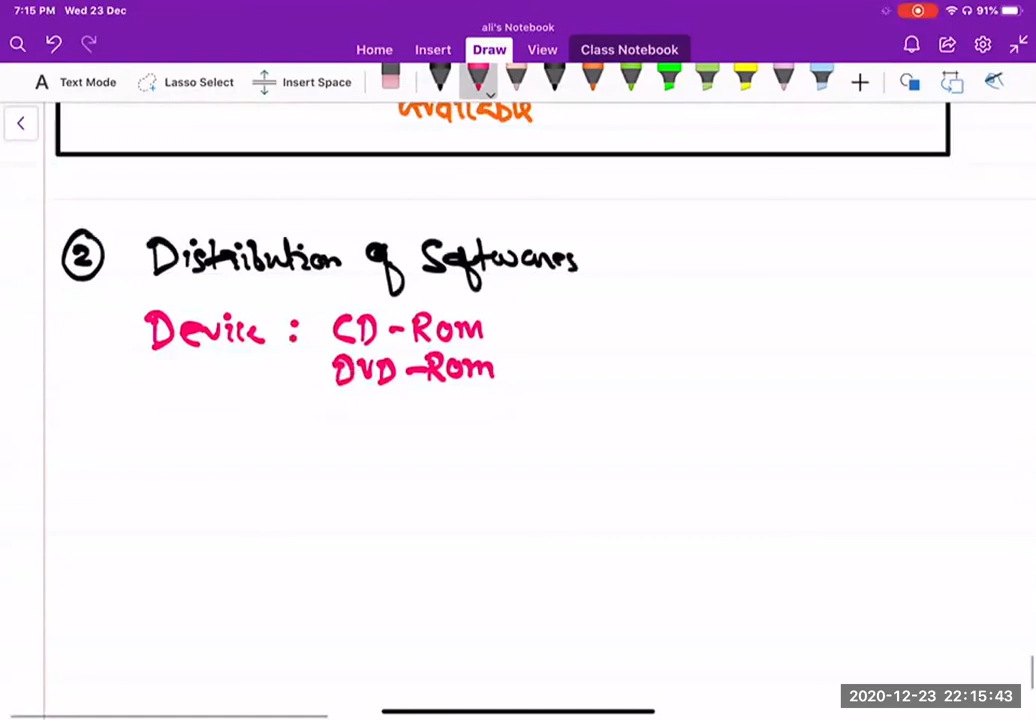 7:15 PM Wed 23 Dec
91%
ali's Notebook
Home Insert Draw View Class Notebook
A Text Mode Lasso Select Insert Space
Available
② Distribution of Softwares
Device : CD-Rom
DVD-Rom
2020-12-23 22:15:43